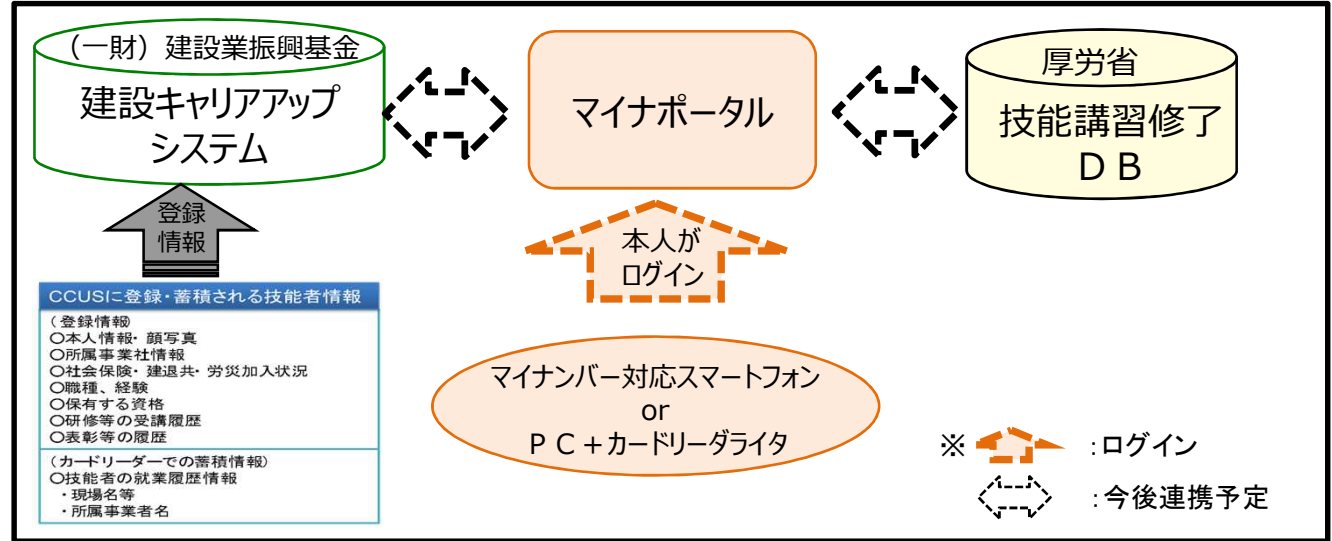 （一財）建設業振興基金
建設キャリアアップ
システム
マイナポータル
厚労省
技能講習修了
ＤＢ
登録
情報
本人が
ログイン
CCUSに登録・蓄積される技能者情報
（登録情報）
〇本人情報・顔写真
〇所属事業社情報
〇社会保険・建退共・労災加入状況
〇職種、経験
〇保有する資格
〇研修等の受講履歴
〇表彰等の履歴
（カードリーダーでの蓄積情報）
〇技能者の就業履歴情報
・現場名等
・所属事業者名
マイナンバー対応スマートフォン
or
ＰＣ＋カードリーダライタ
※ ：ログイン
：今後連携予定